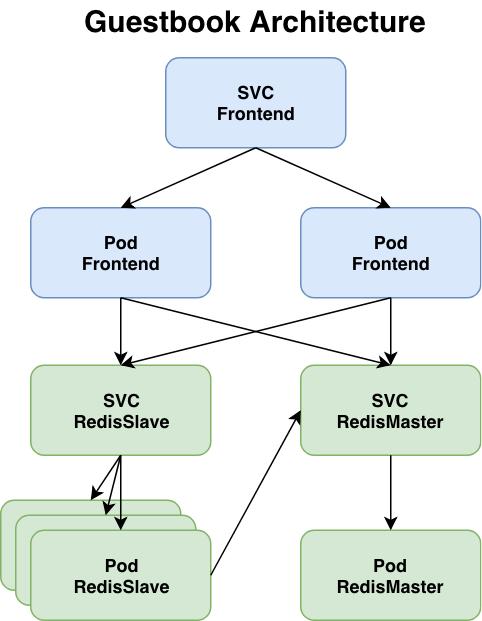 Guestbook Architecture
SVC
Frontend
Pod
Frontend
Pod
Frontend
SVC
RedisSlave
SVC
RedisMaster
Pod
RedisSlave
Pod
RedisMaster